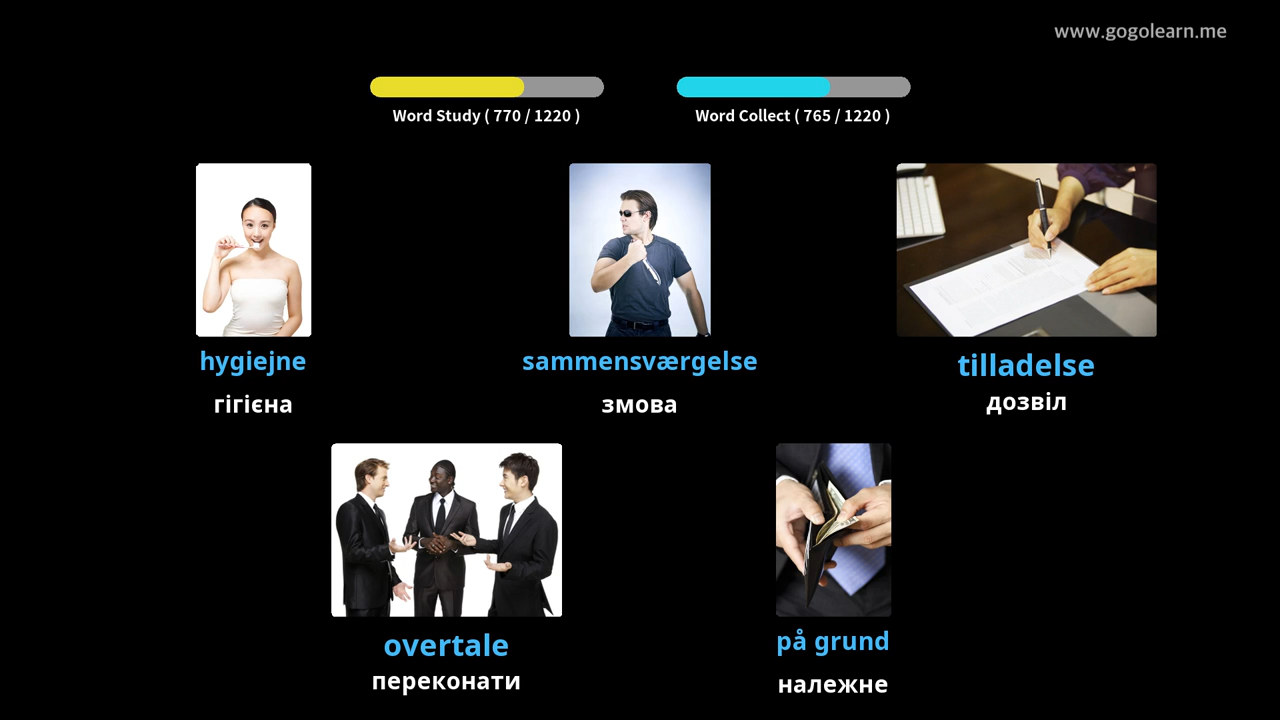 www.gogolearn.me
Word Study ( 770 / 1220 )
Word Collect ( 765 / 1220 )
hygiejne
гігієна
sammensværgelse
змова
tilladelse
дозвіл
overtale
переконати
på grund
належне